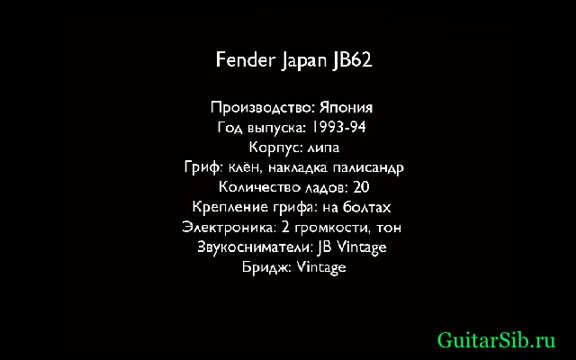 Fender Japan JB62
Производство: Япония
Год выпуска: 1993-94
Корпус: липа
Гриф: клён, накладка палисандр
Количество ладов: 20
Крепление грифа: на болтах
Электроника: 2 громкости, тон
Звукосниматели: JB Vintage
Бридж: Vintage
GuitarSib.ru